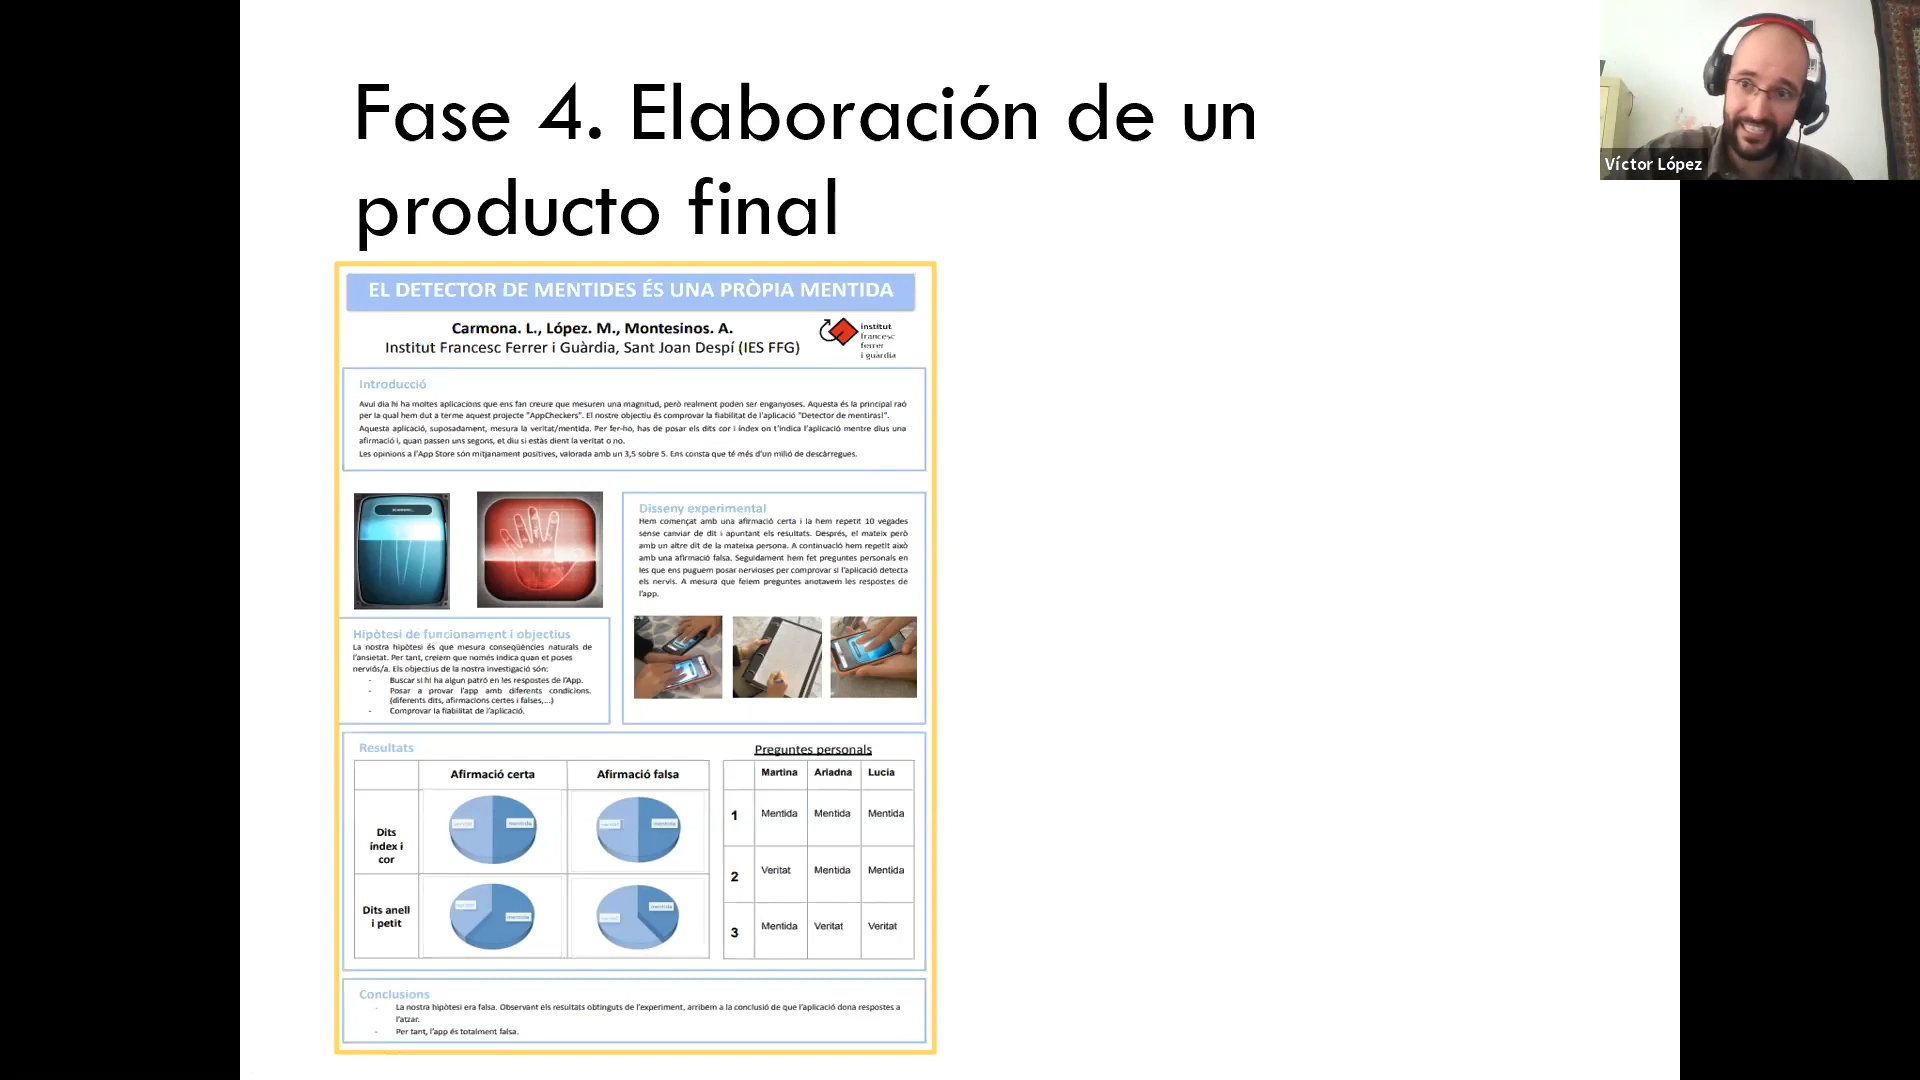 Fase 4. Elaboración de un
producto final
Víctor López
EL DETECTOR DE MENTIDES ÉS UNA PRÒPIA MENTIDA
Carmona. L., López. M., Montesinos. A.
Institut Francesc Ferrer i Guàrdia, Sant Joan Despí (IES FFG)
institut
francesc
ferrer
i guàrdia
Introducció
Avui dia hi ha moltes aplicacions que ens fan creure que mesuren una magnitud, però realment poden ser enganyoses. Aquesta és la principal raó
per la qual hem dut a terme aquest projecte "AppCheckers". El nostre objectiu és comprovar la fiabilitat de l'aplicació "Detector de mentiras!".
Aquesta aplicació, suposadament, mesura la veritat/mentida. Per fer-ho, has de posar els dits cor i índex on t'indica l'aplicació mentre dius una
afirmació i, quan passen uns segons, et diu si estàs dient la veritat o no.
Les opinions a l'App Store són mitjanament positives, valorada amb un 3,5 sobre 5. Ens consta que té més d'un milió de descàrregues.
Disseny experimental
Hem començat amb una afirmació certa i la hem repetit 10 vegades
sense canviar de dit i apuntant els resultats. Després, el mateix però
amb un altre dit de la mateixa persona. A continuació hem repetit això
amb una afirmació falsa. Seguidament hem fet preguntes personals en
les que ens puguem posar nervioses per comprovar si l'aplicació detecta
els nervis. A mesura que feiem preguntes anotavem les respostes de
l'app.
Hipòtesi de funcionament i objectius
La nostra hipòtesi és que mesura conseqüències naturals de
l'ansietat. Per tant, creiem que només indica quan et poses
nerviós/a. Els objectius de la nostra investigació són:
- Buscar si hi ha algun patró en les respostes de l'App.
- Posar a provar l'app amb diferents condicions.
(diferents dits, afirmacions certes i falses,...)
- Comprovar la fiabilitat de l'aplicació.
Resultats
Afirmació certa
Afirmació falsa
Dits
índex i
cor
veritat
mentida
veritat
mentida
Dits anell
i petit
veritat
mentida
veritat
mentida
Preguntes personals
Martina Ariadna Lucia
1 Mentida Mentida Mentida
2 Veritat Mentida Mentida
3 Mentida Veritat Veritat
Conclusions
- La nostra hipòtesi era falsa. Observant els resultats obtinguts de l'experiment, arribem a la conclusió de que l'aplicació dona respostes a
l'atzar.
- Per tant, l'app és totalment falsa.